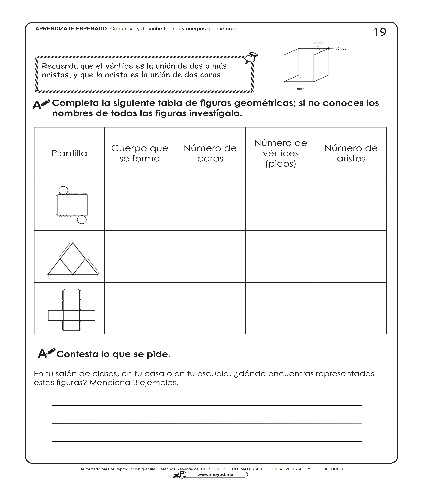 APRENDIZAJE ESPERADO
19
Recuerda que el vértice es la unión de dos o más
aristas, y que la arista es la unión de dos caras.
Completa la siguiente tabla de figuras geométricas; si no conoces los
nombres de todas las figuras investígalo.
Plantilla
Cuerpo que
se forma
Número de
caras
Número de
vértices
(picos)
Número de
aristas
Contesta lo que se pide.
En tu salón de clases, en tu casa o en tu escuela, ¿dónde encuentras representadas
estas figuras? Menciona 3 ejemplos.